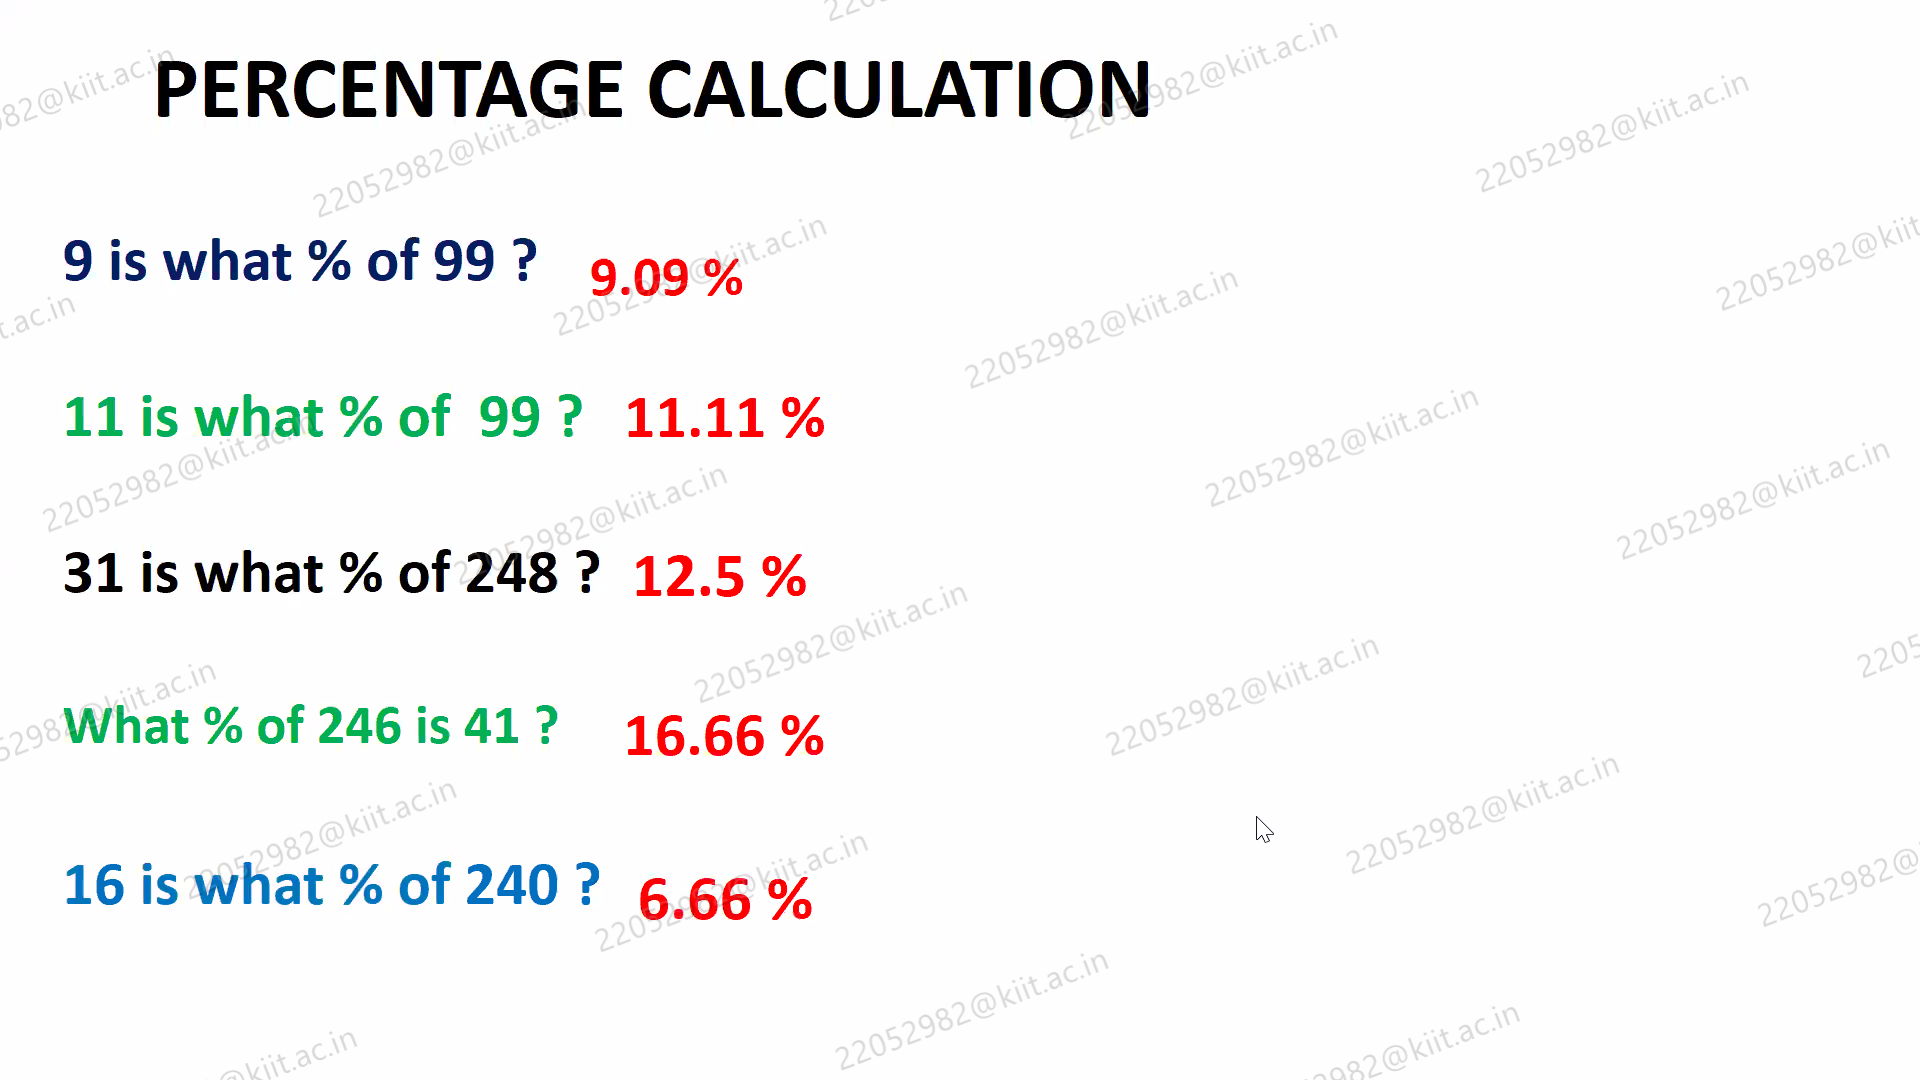 PERCENTAGE CALCULATION
9 is what % of 99 ? 9.09 %
11 is what % of 99 ? 11.11 %
31 is what % of 248 ? 12.5 %
What % of 246 is 41 ? 16.66 %
16 is what % of 240 ? 6.66 %
22052982@kiit.ac.in